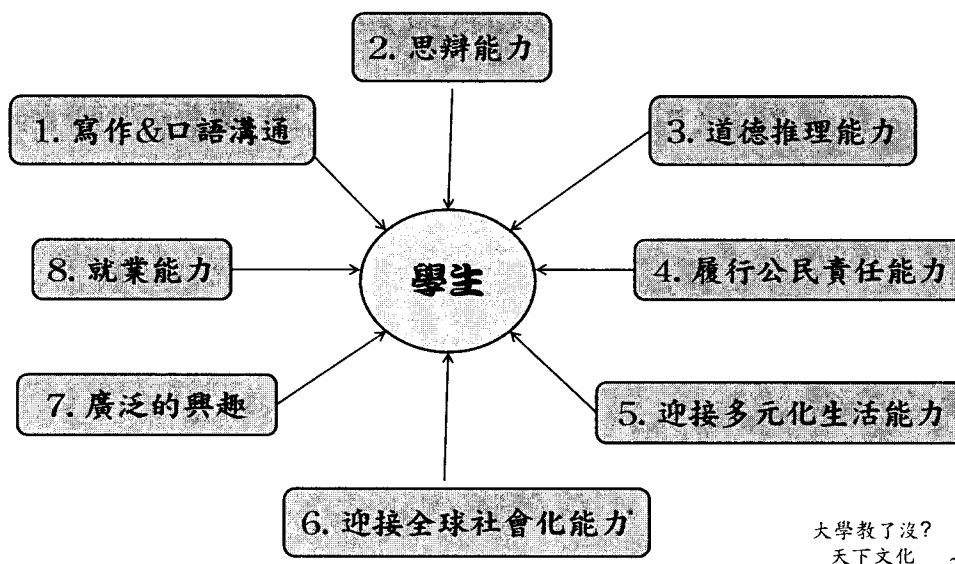 2. 思辯能力
1. 寫作&口語溝通
3. 道德推理能力
8. 就業能力
學生
4. 履行公民責任能力
7. 廣泛的興趣
5. 迎接多元化生活能力
6. 迎接全球社會化能力
大學教了沒?
天下文化